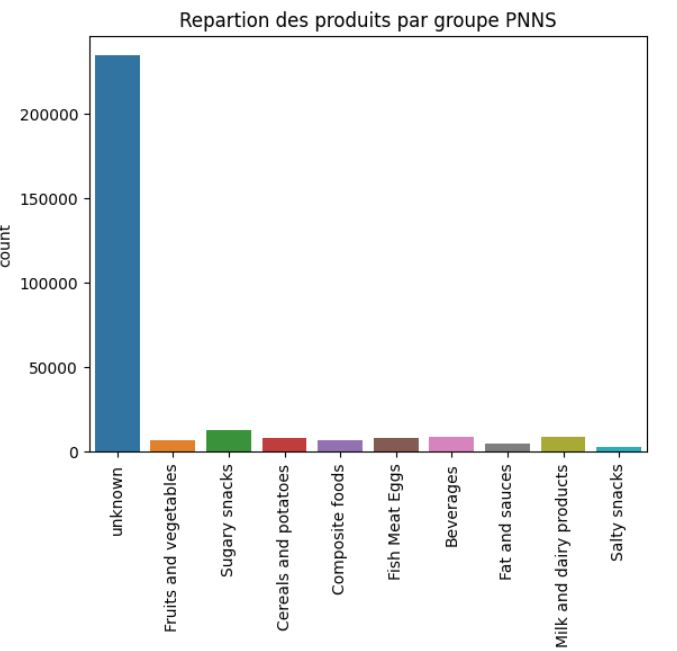 Repartion des produits par groupe PNNS
count
200000
150000
100000
50000
0
unknown
Fruits and vegetables
Sugary snacks
Cereals and potatoes
Composite foods
Fish Meat Eggs
Beverages
Fat and sauces
Milk and dairy products
Salty snacks